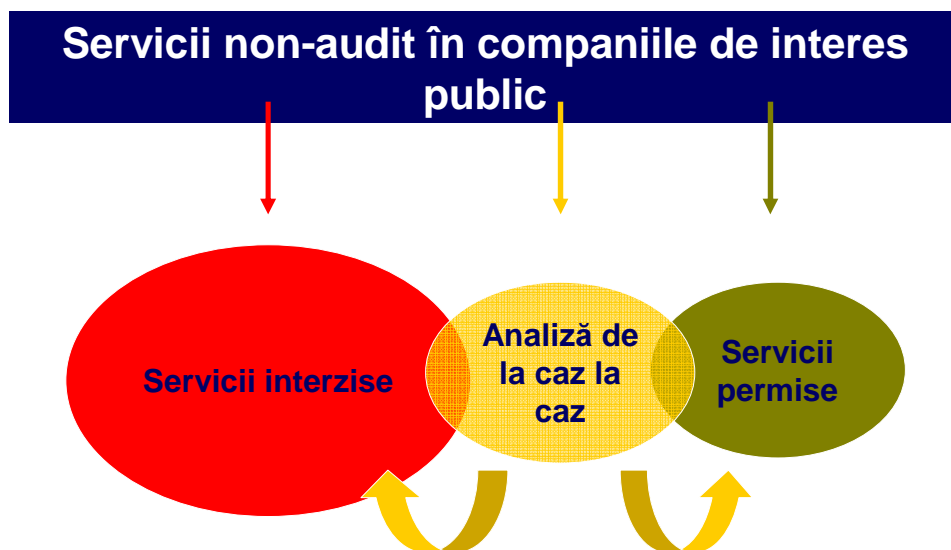 Servicii non-audit în companiile de interes
public
Servicii interzise
Analiză de
la caz la
caz
Servicii
permise